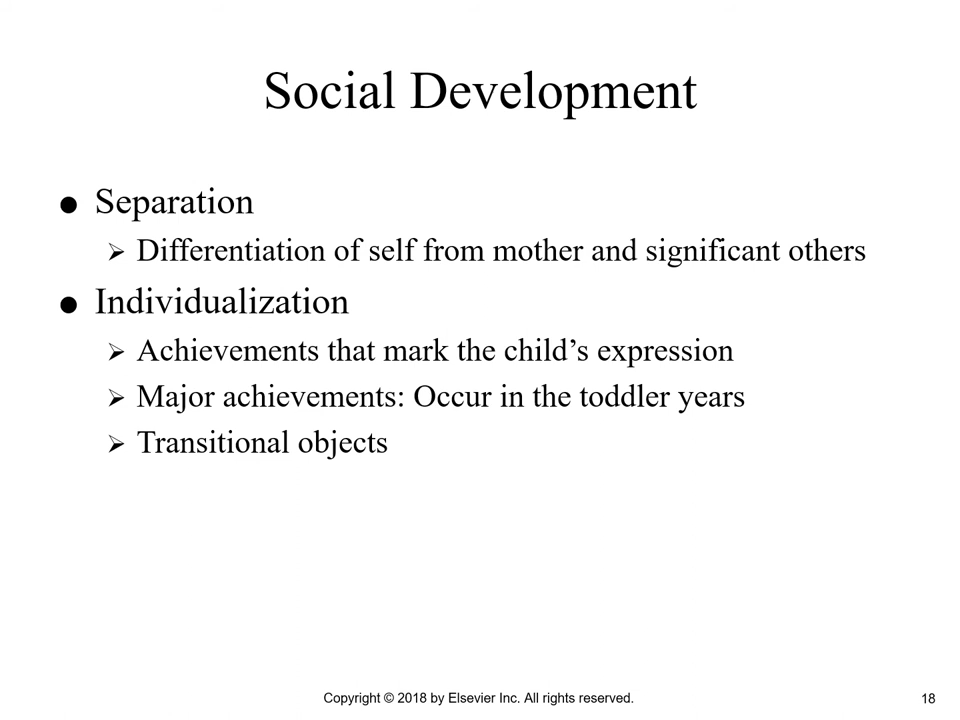 Social Development
● Separation
➢ Differentiation of self from mother and significant others
● Individualization
➢ Achievements that mark the child’s expression
➢ Major achievements: Occur in the toddler years
➢ Transitional objects
Copyright © 2018 by Elsevier Inc. All rights reserved.
18